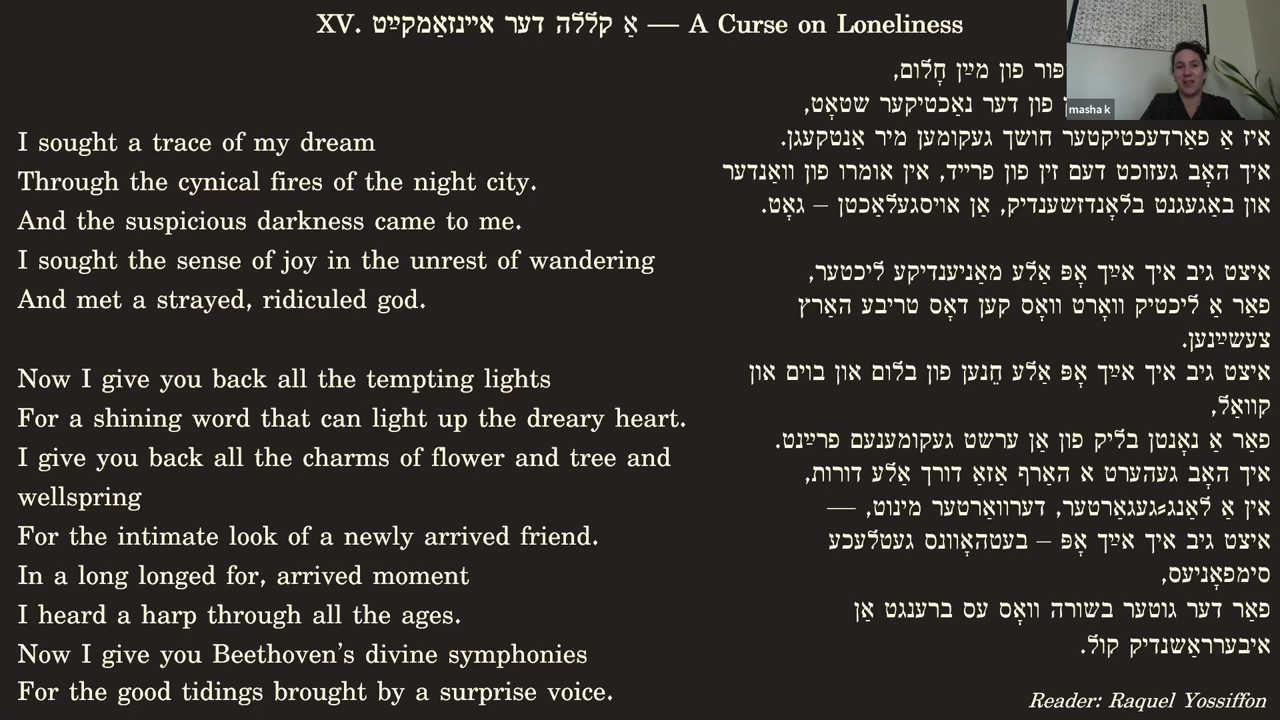 XV. אַ קללה דער איינזאַמקײַט — A Curse on Loneliness
I sought a trace of my dream
Through the cynical fires of the night city.
And the suspicious darkness came to me.
I sought the sense of joy in the unrest of wandering
And met a strayed, ridiculed god.
Now I give you back all the tempting lights
For a shining word that can light up the dreary heart.
I give you back all the charms of flower and tree and
wellspring
For the intimate look of a newly arrived friend.
In a long longed for, arrived moment
I heard a harp through all the ages.
Now I give you Beethoven’s divine symphonies
For the good tidings brought by a surprise voice.
פון מײַן חָלום,
פון דער נאַכטיקער שטאָט,
איז אַ פאַרדעכטיקטער חושך געקומען מיר אַנטקעגן.
איך האָב געזוכט דעם זין פון פרייד, אין אומרו פון וואַנדער
און באַגעגנט בלאָנדזשענדיק, אַן אויסגעלאַכטן – גאָט.
איצט גיב איך אײַך אָפּ אַלע מאַניענדיקע ליכטער,
פאַר אַ ליכטיק וואָרט וואָס קען דאָס טריבע האַרץ
צעשײַנען.
איצט גיב איך אײַך אָפּ אַלע חֵנען פון בלום און בוים און
קוואַל,
פאַר אַ נאָנטן בליק פון אַן ערשט געקומענעם פרײַנט.
איך האָב געהערט א האַרף אַזאַ דורך אַלע דורות,
אין אַ לאַנג־געגאַרטער, דערוואַרטער מינוט, —
איצט גיב איך אײַך אָפּ – בעטהאָוונס געטלעכע
סימפאָניעס,
פאַר דער גוטער בשורה וואָס עס ברענגט אַן
איבערראַשנדיק קול.
masha k
Reader: Raquel Yossiffon